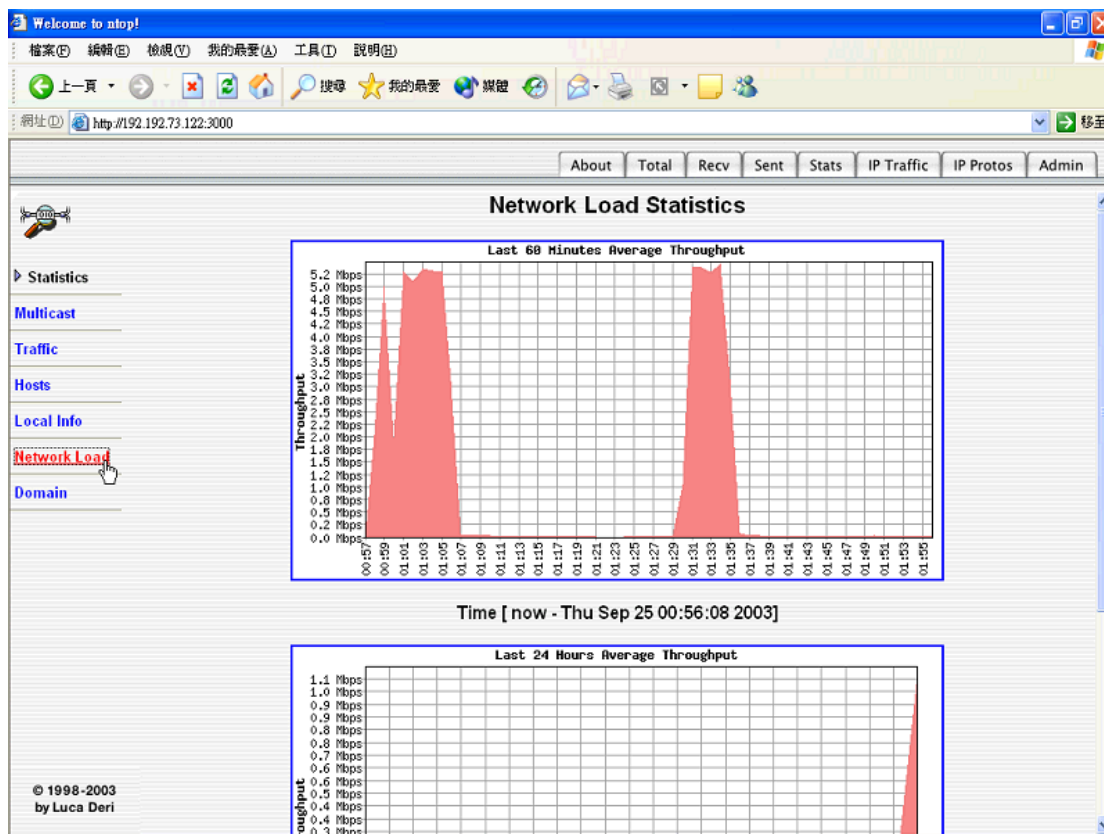 Welcome to ntop!
檔案(F) 編輯(E) 檢視(V) 我的最愛(A) 工具(T) 說明(H)
上一頁 搜尋 我的最愛 媒體
網址(D) http://192.192.73.122:3000 移至
About Total Recv Sent Stats IP Traffic IP Protos Admin
Statistics
Multicast
Traffic
Hosts
Local Info
Network Load
Domain
© 1998-2003
by Luca Deri
Network Load Statistics
Last 60 Minutes Average Throughput
5.2 Mbps
5.0 Mbps
4.8 Mbps
4.5 Mbps
4.2 Mbps
4.0 Mbps
3.8 Mbps
3.5 Mbps
3.2 Mbps
3.0 Mbps
2.8 Mbps
2.5 Mbps
2.2 Mbps
2.0 Mbps
1.8 Mbps
1.5 Mbps
1.2 Mbps
1.0 Mbps
0.8 Mbps
0.5 Mbps
0.2 Mbps
0.0 Mbps
Throughput
00:57 00:59 01:01 01:03 01:05 01:07 01:09 01:11 01:13 01:15 01:17 01:19 01:21 01:23 01:25 01:27 01:29 01:31 01:33 01:35 01:37 01:39 01:41 01:43 01:45 01:47 01:49 01:51 01:53 01:55
Time [ now - Thu Sep 25 00:56:08 2003]
Last 24 Hours Average Throughput
1.1 Mbps
1.0 Mbps
0.9 Mbps
0.9 Mbps
0.8 Mbps
0.8 Mbps
0.7 Mbps
0.6 Mbps
0.6 Mbps
0.5 Mbps
0.4 Mbps
0.4 Mbps
0.3 Mbps